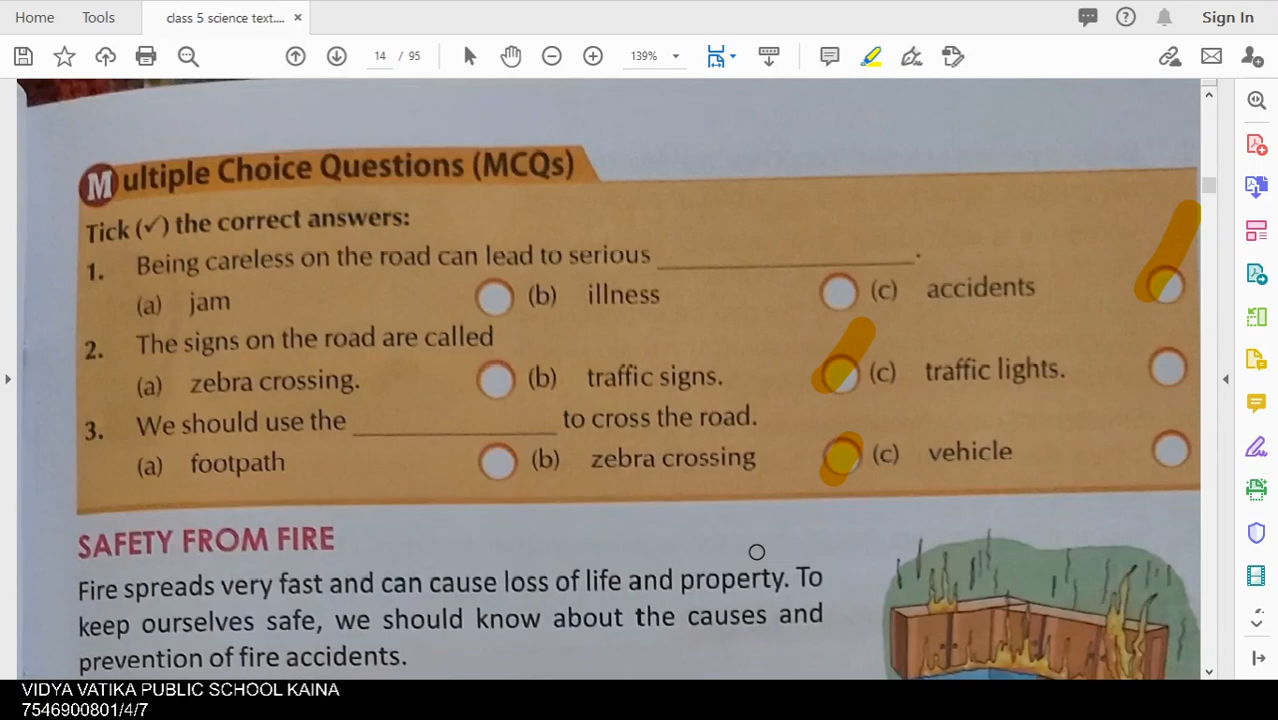 Home Tools class 5 science text.... × Sign In
14 / 95 139%
Multiple Choice Questions (MCQs)
Tick (✓) the correct answers:
1. Being careless on the road can lead to serious ____________________.
(a) jam (b) illness (c) accidents
2. The signs on the road are called
(a) zebra crossing. (b) traffic signs. (c) traffic lights.
3. We should use the ________________ to cross the road.
(a) footpath (b) zebra crossing (c) vehicle
SAFETY FROM FIRE
Fire spreads very fast and can cause loss of life and property. To
keep ourselves safe, we should know about the causes and
prevention of fire accidents.
VIDYA VATIKA PUBLIC SCHOOL KAINA
7546900801/4/7